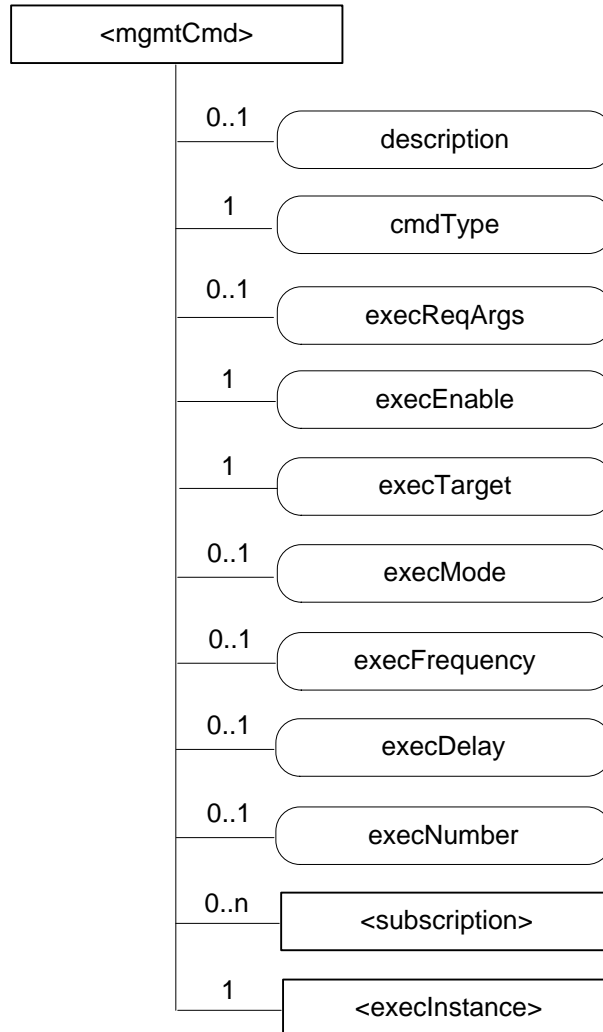 <mgmtCmd>
0..1
description
1
cmdType
0..1
execReqArgs
1
execEnable
1
execTarget
0..1
execMode
0..1
execFrequency
0..1
execDelay
0..1
execNumber
0..n
<subscription>
1
<execInstance>